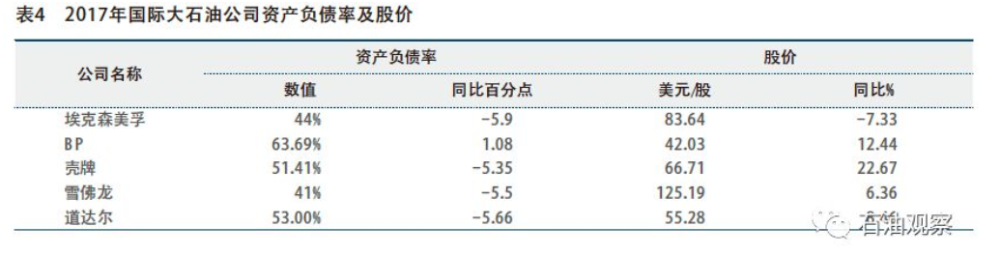 表4 2017年国际大石油公司资产负债率及股价
公司名称 资产负债率 股价
数值 同比百分点 美元/股 同比%
埃克森美孚 44% -5.9 83.64 -7.33
BP 63.69% 1.08 42.03 12.44
壳牌 51.41% -5.35 66.71 22.67
雪佛龙 41% -5.5 125.19 6.36
道达尔 53.00% -5.66 55.28
石油观察